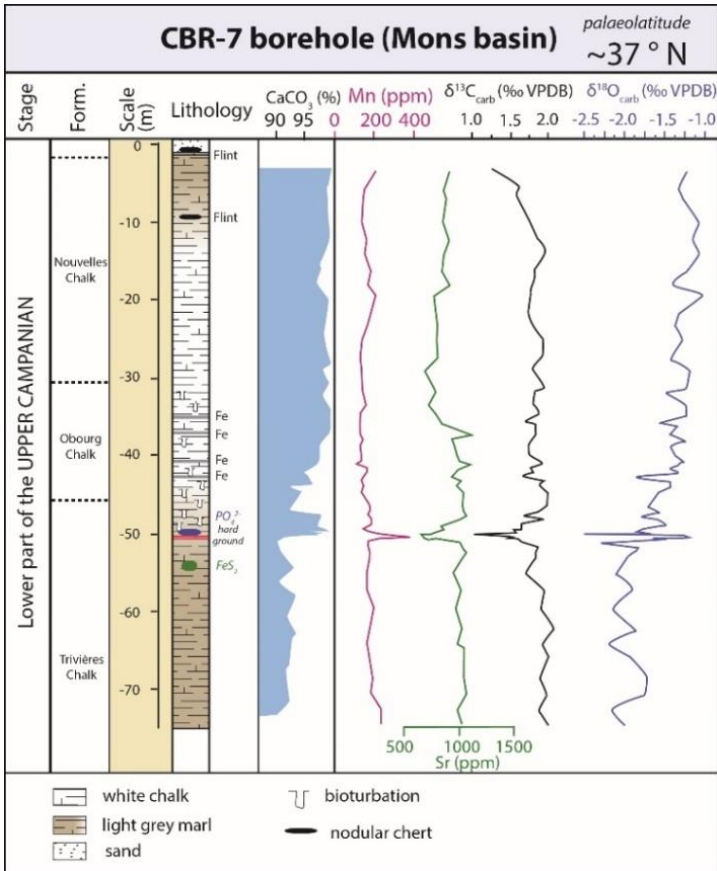 CBR-7 borehole (Mons basin)
palaeolatitude
~37 ° N
Stage
Form.
Scale
(m)
Lithology
CaCO3 (%)
90 95
Mn (ppm)
0 200 400
δ13Ccarb (‰ VPDB)
1.0 1.5 2.0
δ18Ocarb (‰ VPDB)
-2.5 -2.0 -1.5 -1.0
Lower part of the UPPER CAMPANIAN
Nouvelles
Chalk
Obourg
Chalk
Trivières
Chalk
0
-10
-20
-30
-40
-50
-60
-70
Flint
Flint
Fe
Fe
Fe
Fe
PO4 2-
hard
ground
FeS2
500 1000 1500
Sr (ppm)
white chalk
light grey marl
sand
bioturbation
nodular chert